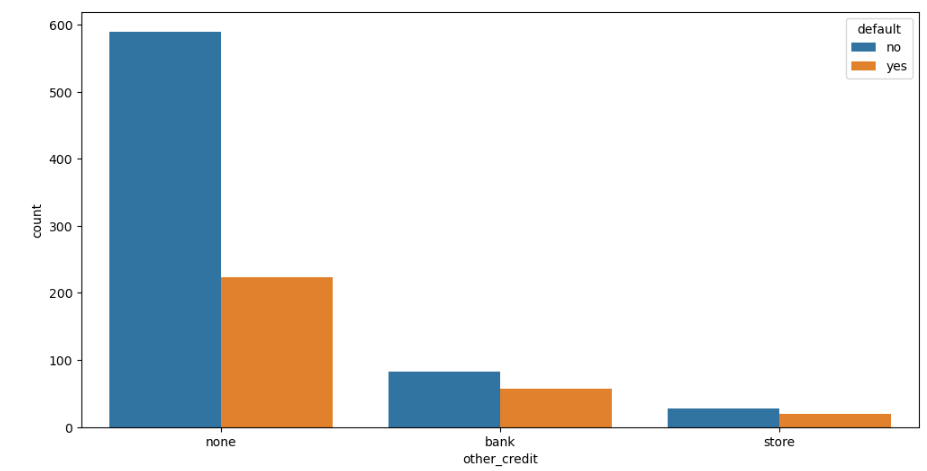 600
500
400
300
200
100
0
count
default
no
yes
none bank store
other_credit